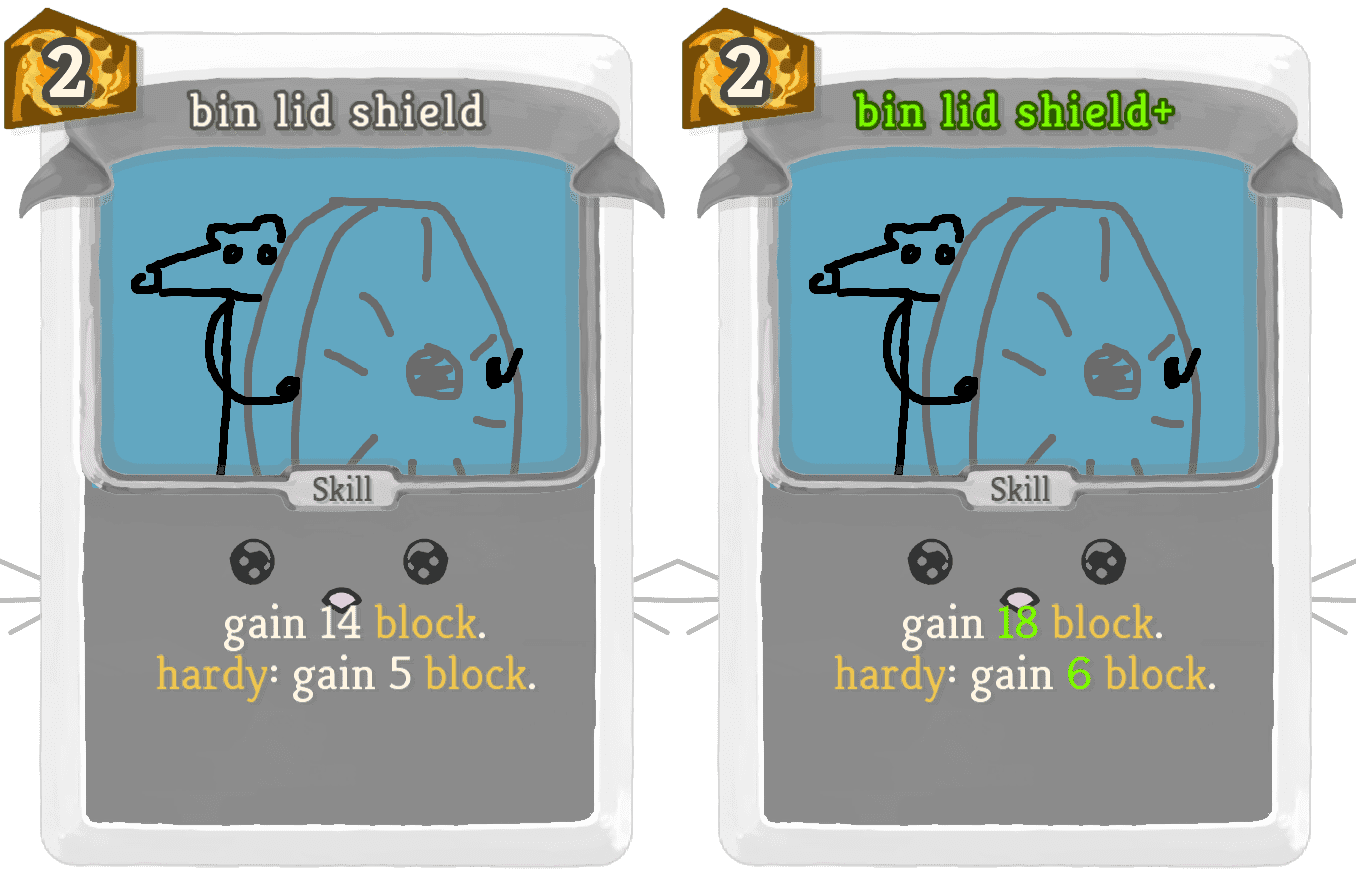 2
bin lid shield
Skill
gain 14 block.
hardy: gain 5 block.
2
bin lid shield+
Skill
gain 18 block.
hardy: gain 6 block.